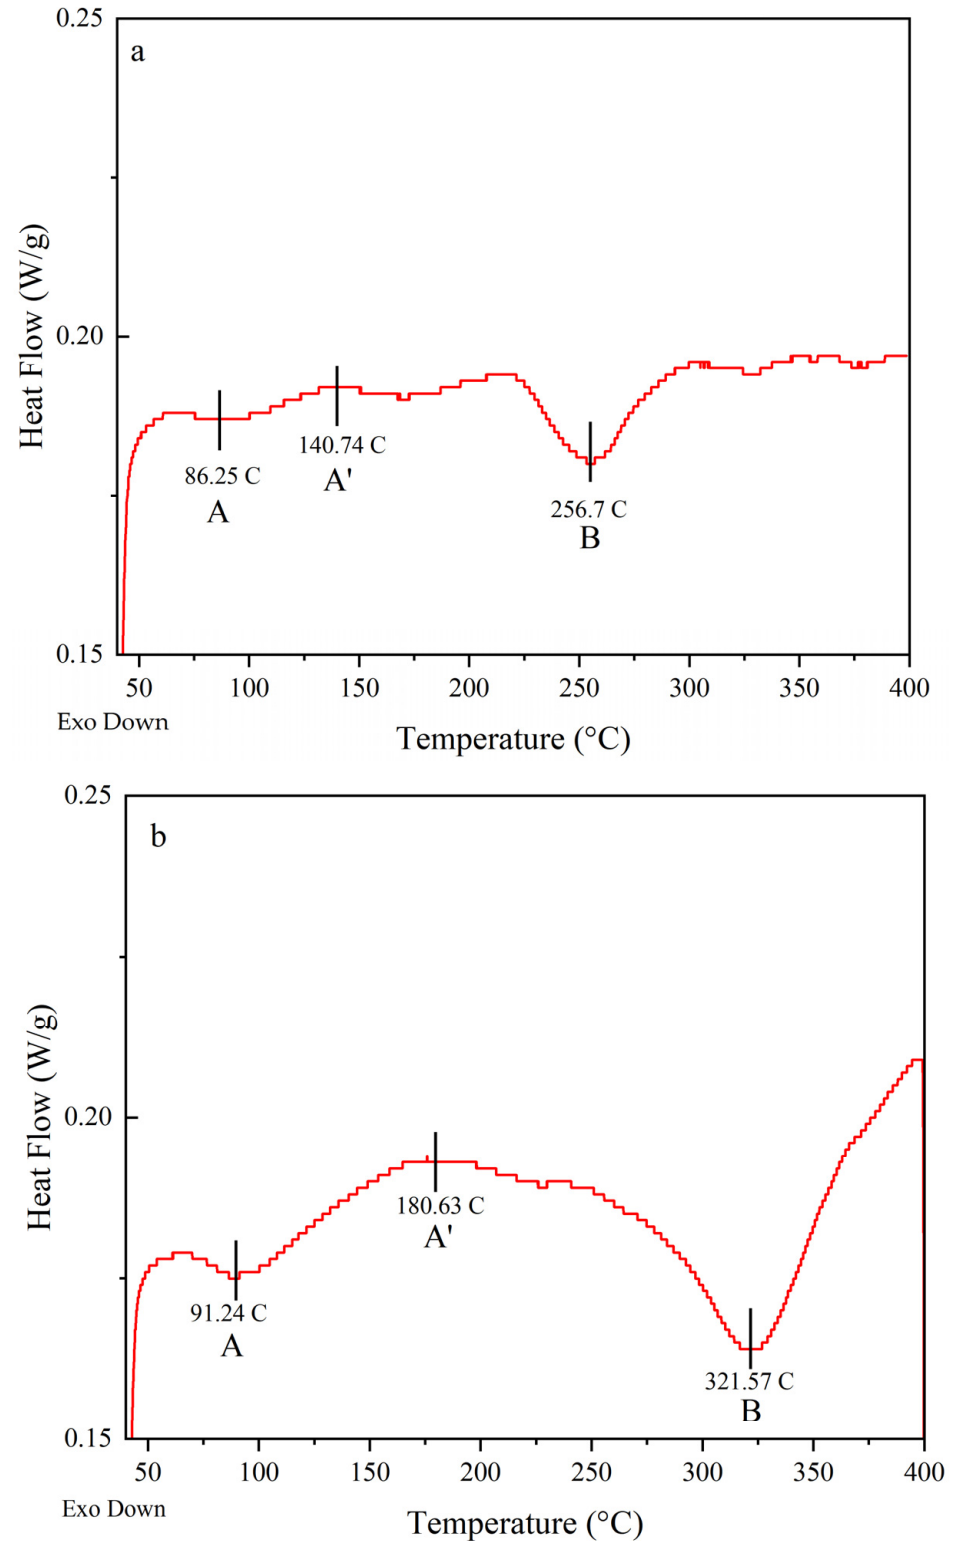 a
0.25
0.20
0.15
Heat Flow (W/g)
86.25 C
A
140.74 C
A'
256.7 C
B
50 100 150 200 250 300 350 400
Exo Down
Temperature (°C)
b
0.25
0.20
0.15
Heat Flow (W/g)
91.24 C
A
180.63 C
A'
321.57 C
B
50 100 150 200 250 300 350 400
Exo Down
Temperature (°C)